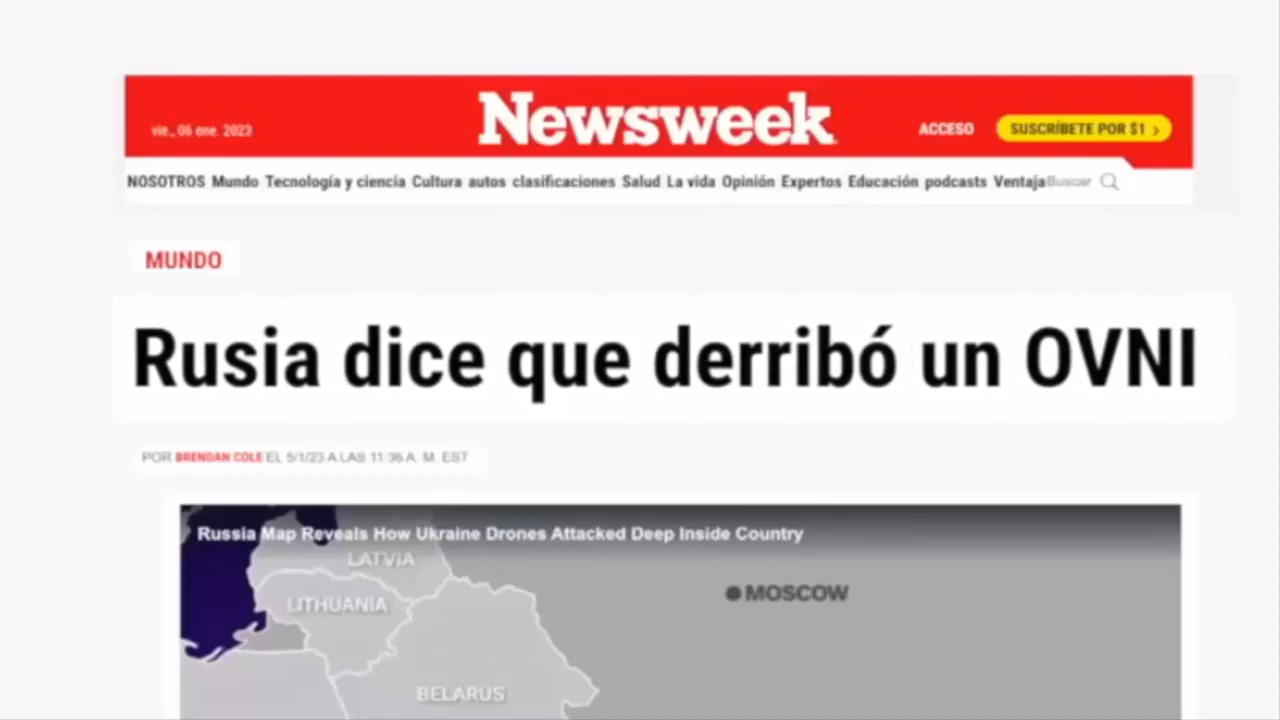 Newsweek
vie., 06 ene. 2023
ACCESO
SUSCRÍBETE POR $1 >
NOSOTROS Mundo Tecnología y ciencia Cultura autos clasificaciones Salud La vida Opinión Expertos Educación podcasts Ventaja Buscar
MUNDO
Rusia dice que derribó un OVNI
POR BRENDAN COLE EL 5/1/23 A LAS 11:36 A. M. EST
Russia Map Reveals How Ukraine Drones Attacked Deep Inside Country
LATVIA
MOSCOW
LITHUANIA
BELARUS